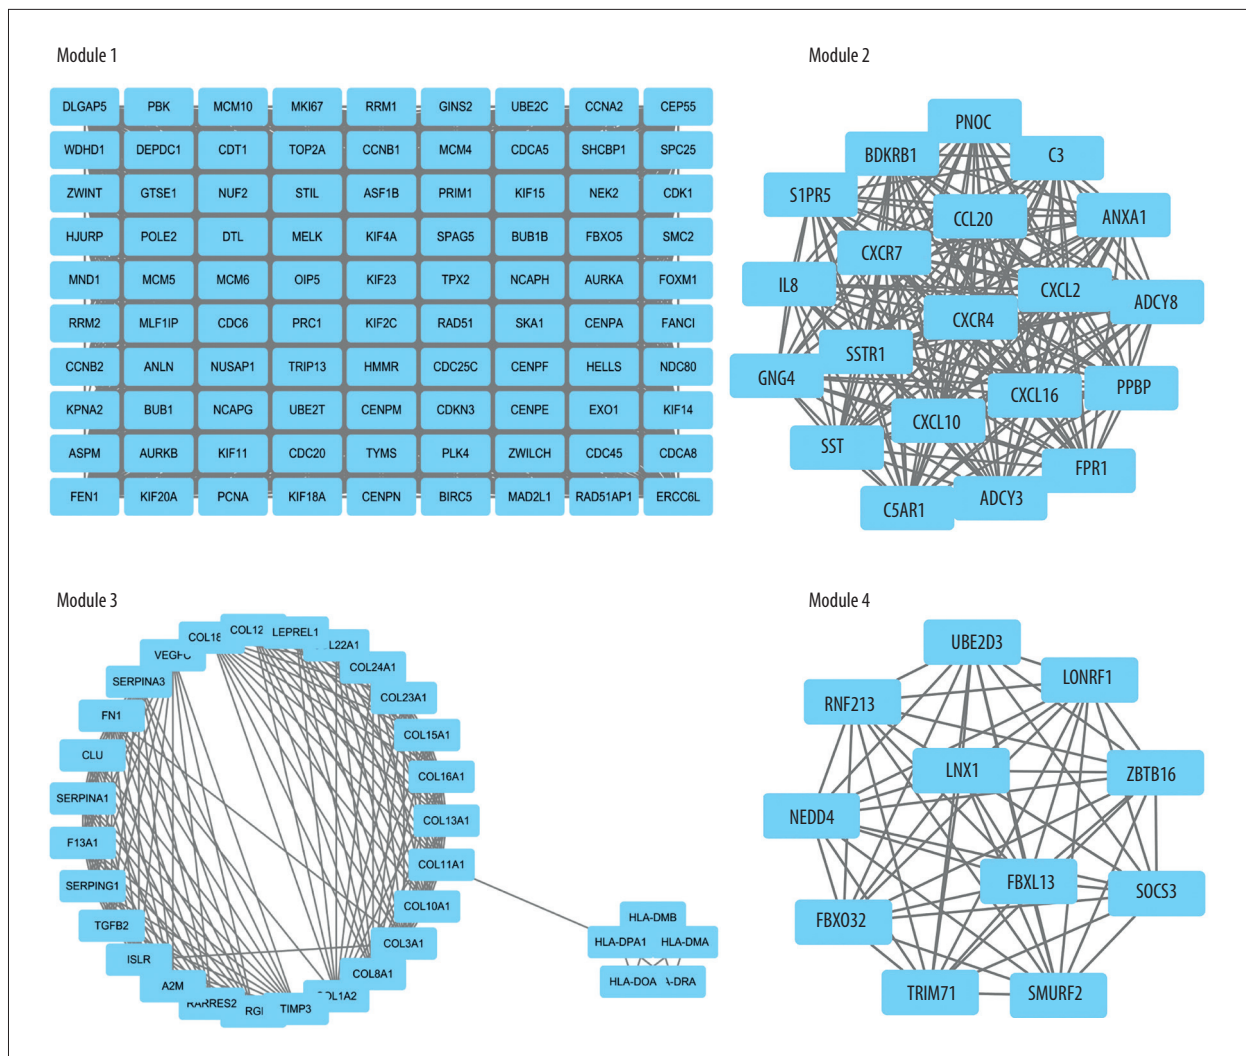 Module 1
DLGAP5 PBK MCM10 MKI67 RRM1 GINS2 UBE2C CCNA2 CEP55
WDHD1 DEPDC1 CDT1 TOP2A CCNB1 MCM4 CDCA5 SHCBP1 SPC25
ZWINT GTSE1 NUF2 STIL ASF1B PRIM1 KIF15 NEK2 CDK1
HJURP POLE2 DTL MELK KIF4A SPAG5 BUB1B FBXO5 SMC2
MND1 MCM5 MCM6 OIP5 KIF23 TPX2 NCAPH AURKA FOXM1
RRM2 MLF1IP CDC6 PRC1 KIF2C RAD51 SKA1 CENPA FANCI
CCNB2 ANLN NUSAP1 TRIP13 HMMR CDC25C CENPF HELLS NDC80
KPNA2 BUB1 NCAPG UBE2T CENPM CDKN3 CENPE EXO1 KIF14
ASPM AURKB KIF11 CDC20 TYMS PLK4 ZWILCH CDC45 CDCA8
FEN1 KIF20A PCNA KIF18A CENPN BIRC5 MAD2L1 RAD51AP1 ERCC6L
Module 2
PNOC
BDKRB1 C3
S1PR5 CCL20 ANXA1
CXCR7
IL8 CXCL2 ADCY8
CXCR4
SSTR1
GNG4 CXCL16 PPBP
CXCL10
SST FPR1
C5AR1 ADCY3
Module 3
COL12 LEPREL1
COL18 COL22A1
VEGFC COL24A1
SERPINA3 COL23A1
FN1 COL15A1
CLU COL16A1
SERPINA1 COL13A1
F13A1 COL11A1
SERPING1 COL10A1
TGFB2 COL3A1
ISLR COL8A1
A2M COL1A2
RARRES2 TIMP3
HLA-DMB
HLA-DPA1 HLA-DMA
HLA-DOA A-DRA
Module 4
UBE2D3
LONRF1
RNF213
LNX1 ZBTB16
NEDD4
FBXL13 SOCS3
FBXO32
TRIM71 SMURF2